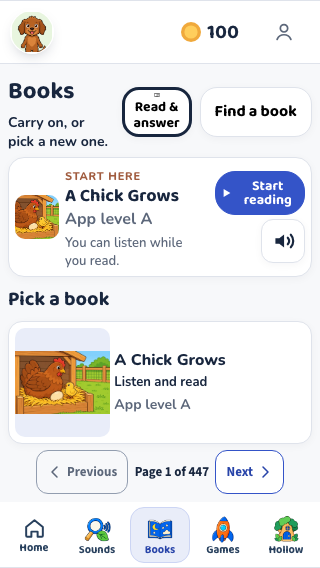 100
Books
Carry on, or
pick a new one.
Read &
answer
Find a book
START HERE
A Chick Grows
App level A
You can listen while
you read.
Start
reading
Pick a book
A Chick Grows
Listen and read
App level A
Previous
Page 1 of 447
Next
Home
Sounds
Books
Games
Hollow